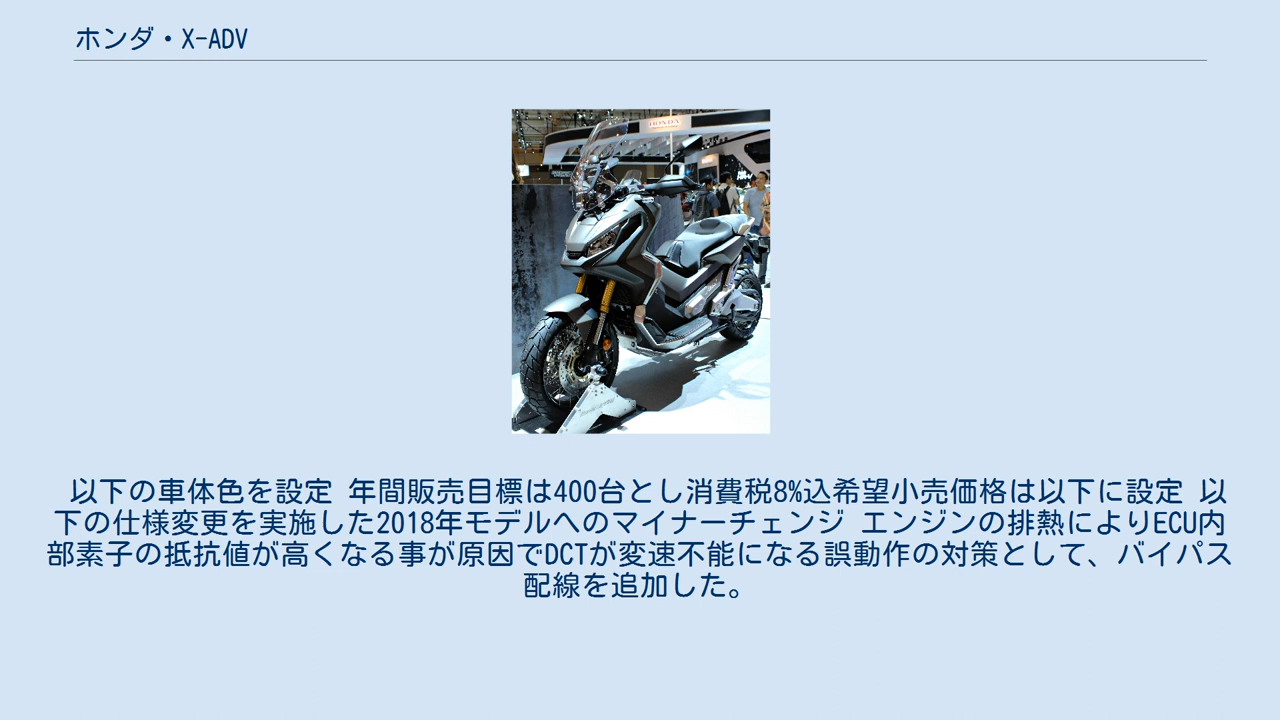 ホンダ・X-ADV
HONDA
以下の車体色を設定 年間販売目標は400台とし消費税8%込希望小売価格は以下に設定 以
下の仕様変更を実施した2018年モデルへのマイナーチェンジ エンジンの排熱によりECU内
部素子の抵抗値が高くなる事が原因でDCTが変速不能になる誤動作の対策として、バイパス
配線を追加した。